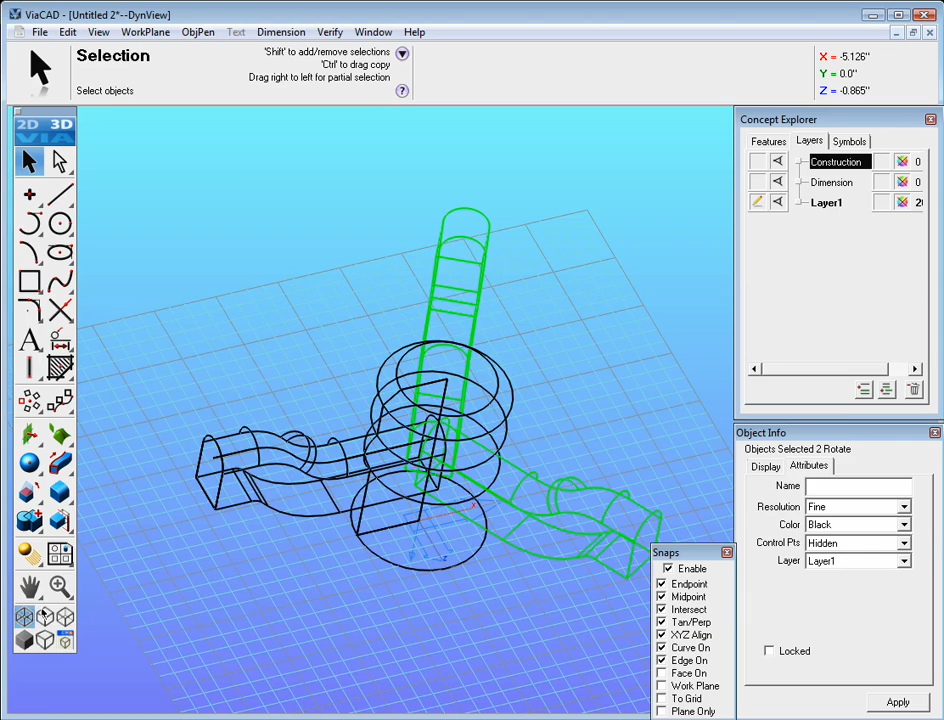 ViaCAD - [Untitled 2*--DynView]
File Edit View WorkPlane ObjPen Text Dimension Verify Window Help
Selection
'Shift' to add/remove selections
'Ctrl' to drag copy
Drag right to left for partial selection
Select objects
X = -5.126"
Y = 0.0"
Z = -0.865"
2D 3D
VIA
A
x
z
Concept Explorer
Features Layers Symbols
Construction 0
Dimension 0
Layer1 2
Object Info
Objects Selected 2 Rotate
Display Attributes
Name
Resolution Fine
Color Black
Control Pts Hidden
Layer Layer1
Locked
Apply
Snaps
Enable
Endpoint
Midpoint
Intersect
Tan/Perp
XYZ Align
Curve On
Edge On
Face On
Work Plane
To Grid
Plane Only